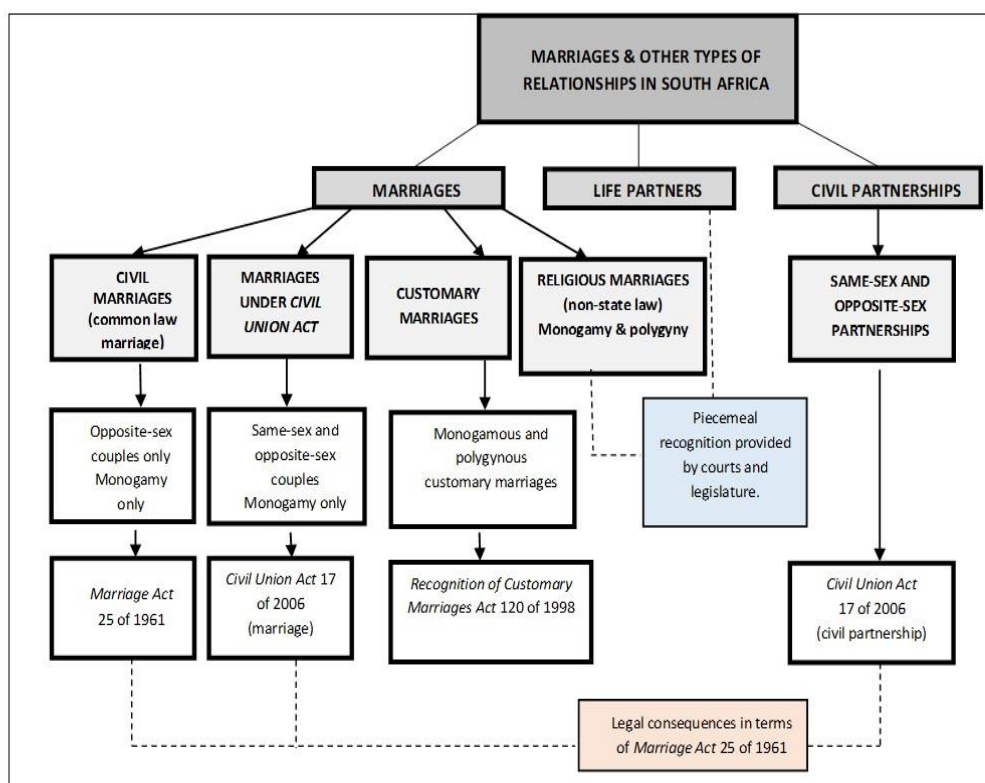 MARRIAGES & OTHER TYPES OF
RELATIONSHIPS IN SOUTH AFRICA
MARRIAGES
LIFE PARTNERS
CIVIL PARTNERSHIPS
CIVIL
MARRIAGES
(common law
marriage)
MARRIAGES
UNDER CIVIL
UNION ACT
CUSTOMARY
MARRIAGES
RELIGIOUS MARRIAGES
(non-state law)
Monogamy & polygyny
SAME-SEX AND
OPPOSITE-SEX
PARTNERSHIPS
Opposite-sex
couples only
Monogamy
only
Same-sex and
opposite-sex
couples
Monogamy only
Monogamous and
polygynous
customary marriages
Piecemeal
recognition provided
by courts and
legislature.
Marriage Act
25 of 1961
Civil Union Act 17
of 2006
(marriage)
Recognition of Customary
Marriages Act 120 of 1998
Civil Union Act
17 of 2006
(civil partnership)
Legal consequences in terms
of Marriage Act 25 of 1961